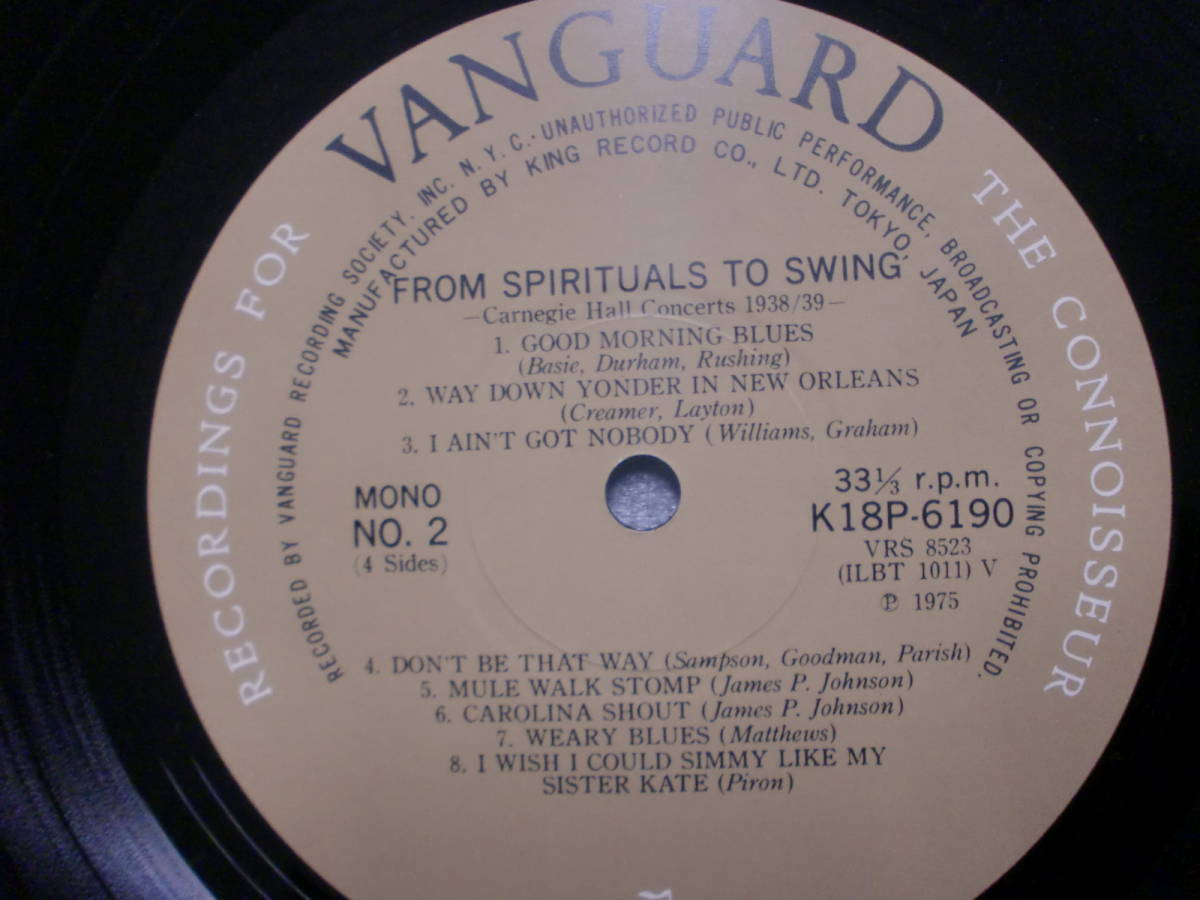 VANGUARD
RECORDINGS FOR
THE CONNOISSEUR
RECORDED BY VANGUARD RECORDING SOCIETY, INC. N.Y.C. · UNAUTHORIZED PUBLIC PERFORMANCE, BROADCASTING OR COPYING PROHIBITED.
MANUFACTURED BY KING RECORD CO., LTD. TOKYO, JAPAN
FROM SPIRITUALS TO SWING
—Carnegie Hall Concerts 1938/39—
1. GOOD MORNING BLUES
(Basie, Durham, Rushing)
2. WAY DOWN YONDER IN NEW ORLEANS
(Creamer, Layton)
3. I AIN'T GOT NOBODY (Williams, Graham)
MONO
NO. 2
(4 Sides)
33⅓ r.p.m.
K18P-6190
VRS 8523
(ILBT 1011) V
Ⓟ 1975
4. DON'T BE THAT WAY (Sampson, Goodman, Parish)
5. MULE WALK STOMP (James P. Johnson)
6. CAROLINA SHOUT (James P. Johnson)
7. WEARY BLUES (Matthews)
8. I WISH I COULD SIMMY LIKE MY
SISTER KATE (Piron)